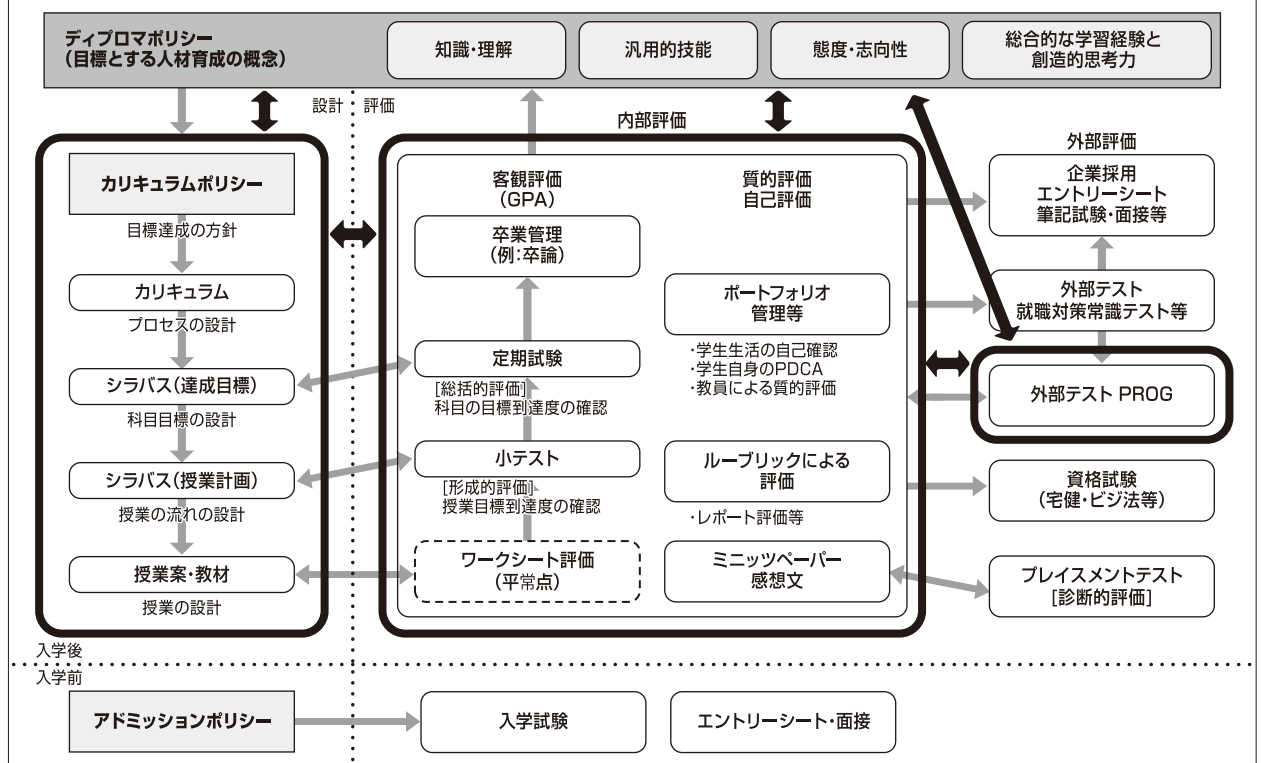 ディプロマポリシー
(目標とする人材育成の概念)
知識・理解
汎用的技能
態度・志向性
総合的な学習経験と
創造的思考力
設計
評価
内部評価
外部評価
カリキュラムポリシー
目標達成の方針
カリキュラム
プロセスの設計
シラバス(達成目標)
科目目標の設計
シラバス(授業計画)
授業の流れの設計
授業案・教材
授業の設計
客観評価
(GPA)
卒業管理
(例:卒論)
定期試験
[総括的評価]
科目の目標到達度の確認
小テスト
[形成的評価]
授業目標到達度の確認
ワークシート評価
(平常点)
質的評価
自己評価
ポートフォリオ
管理等
・学生生活の自己確認
・学生自身のPDCA
・教員による質的評価
ルーブリックによる
評価
・レポート評価等
ミニッツペーパー
感想文
企業採用
エントリーシート
筆記試験・面接等
外部テスト
就職対策常識テスト等
外部テスト PROG
資格試験
(宅健・ビジ法等)
プレイスメントテスト
[診断的評価]
入学後
入学前
アドミッションポリシー
入学試験
エントリーシート・面接